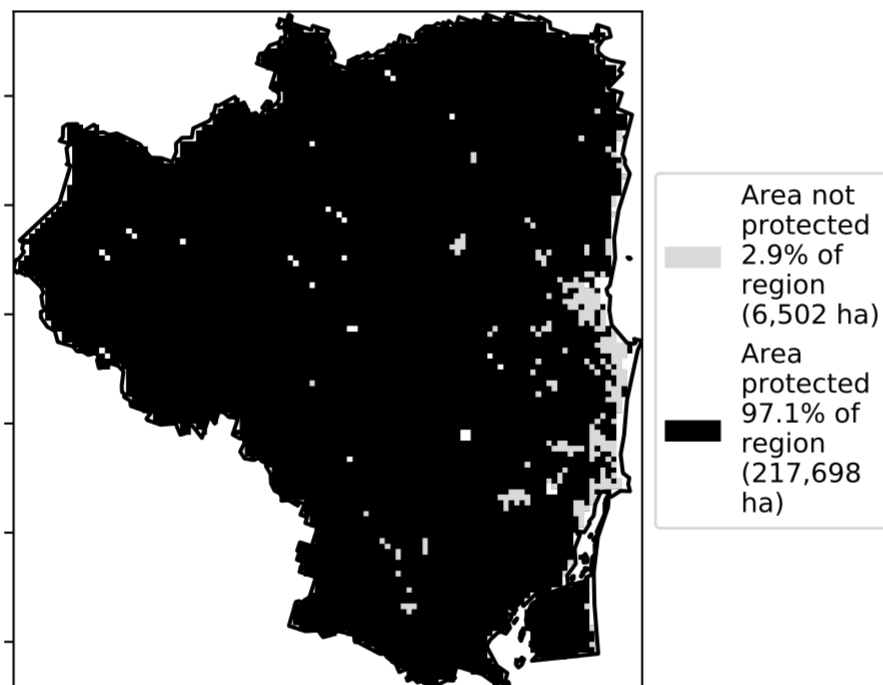 Area not
protected
2.9% of
region
(6,502 ha)
Area
protected
97.1% of
region
(217,698
ha)